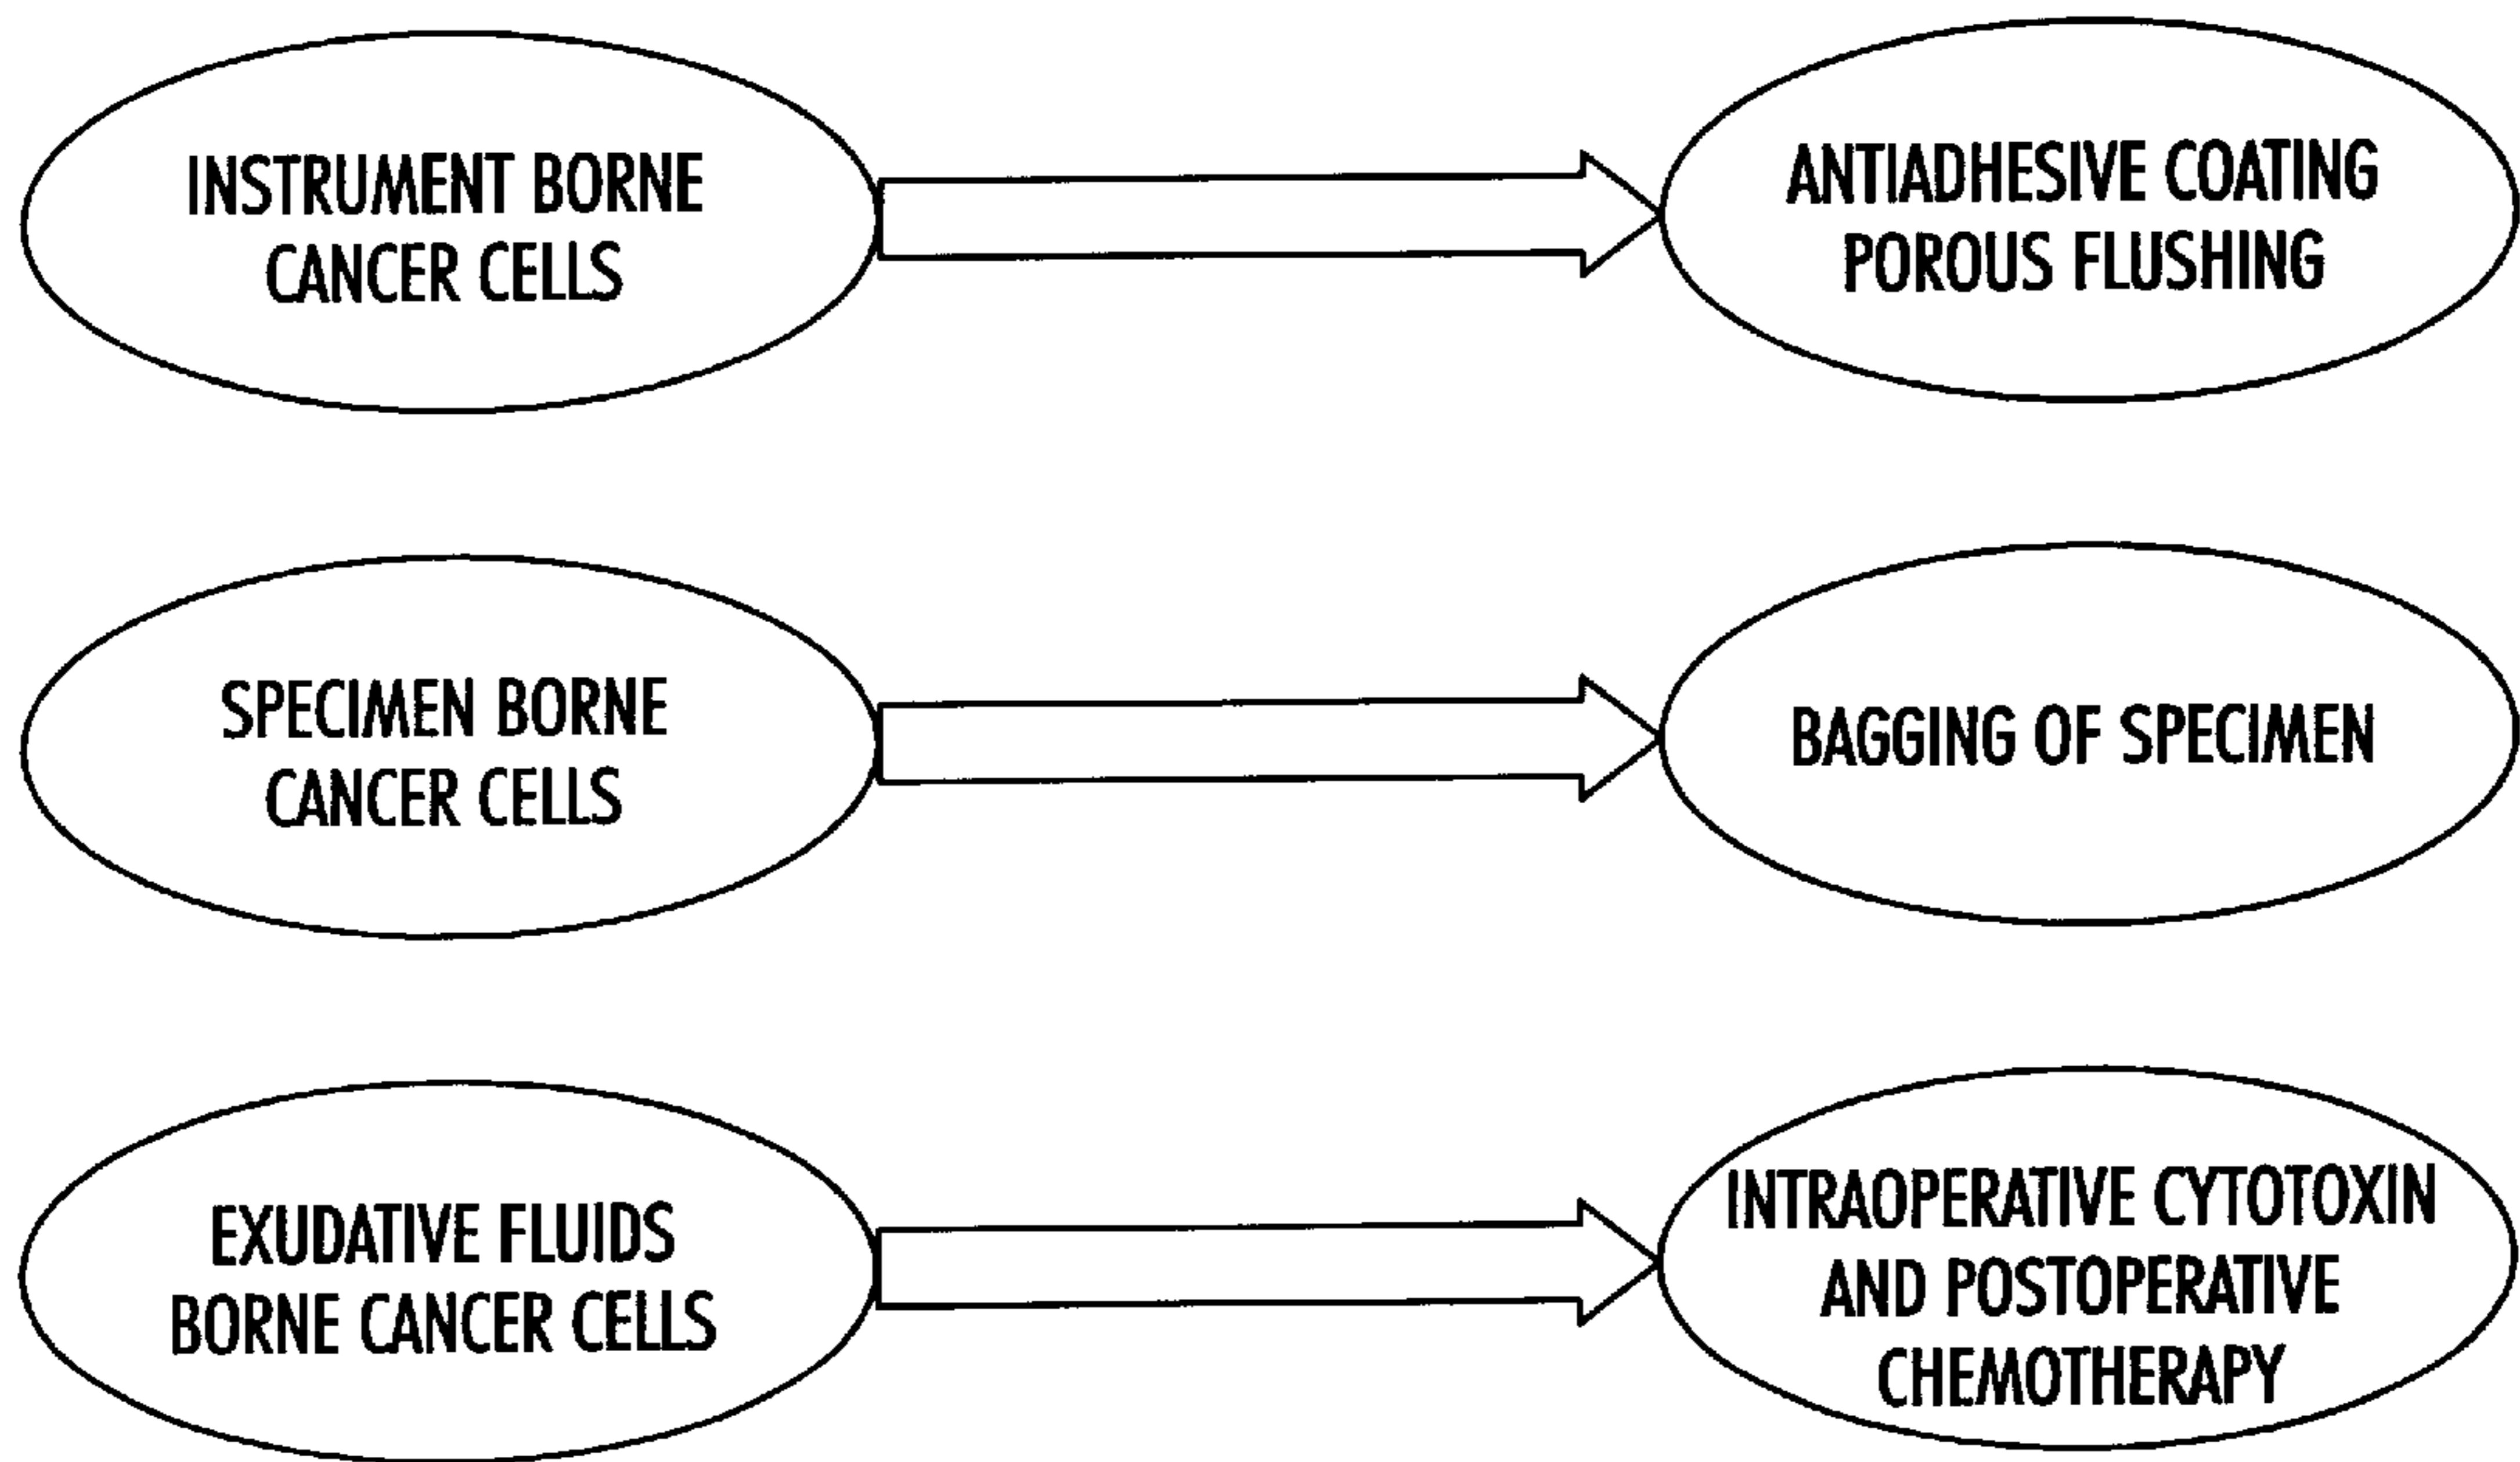 INSTRUMENT BORNE
CANCER CELLS
ANTIADHESIVE COATING
POROUS FLUSHING
SPECIMEN BORNE
CANCER CELLS
BAGGING OF SPECIMEN
EXUDATIVE FLUIDS
BORNE CANCER CELLS
INTRAOPERATIVE CYTOTOXIN
AND POSTOPERATIVE
CHEMOTHERAPY